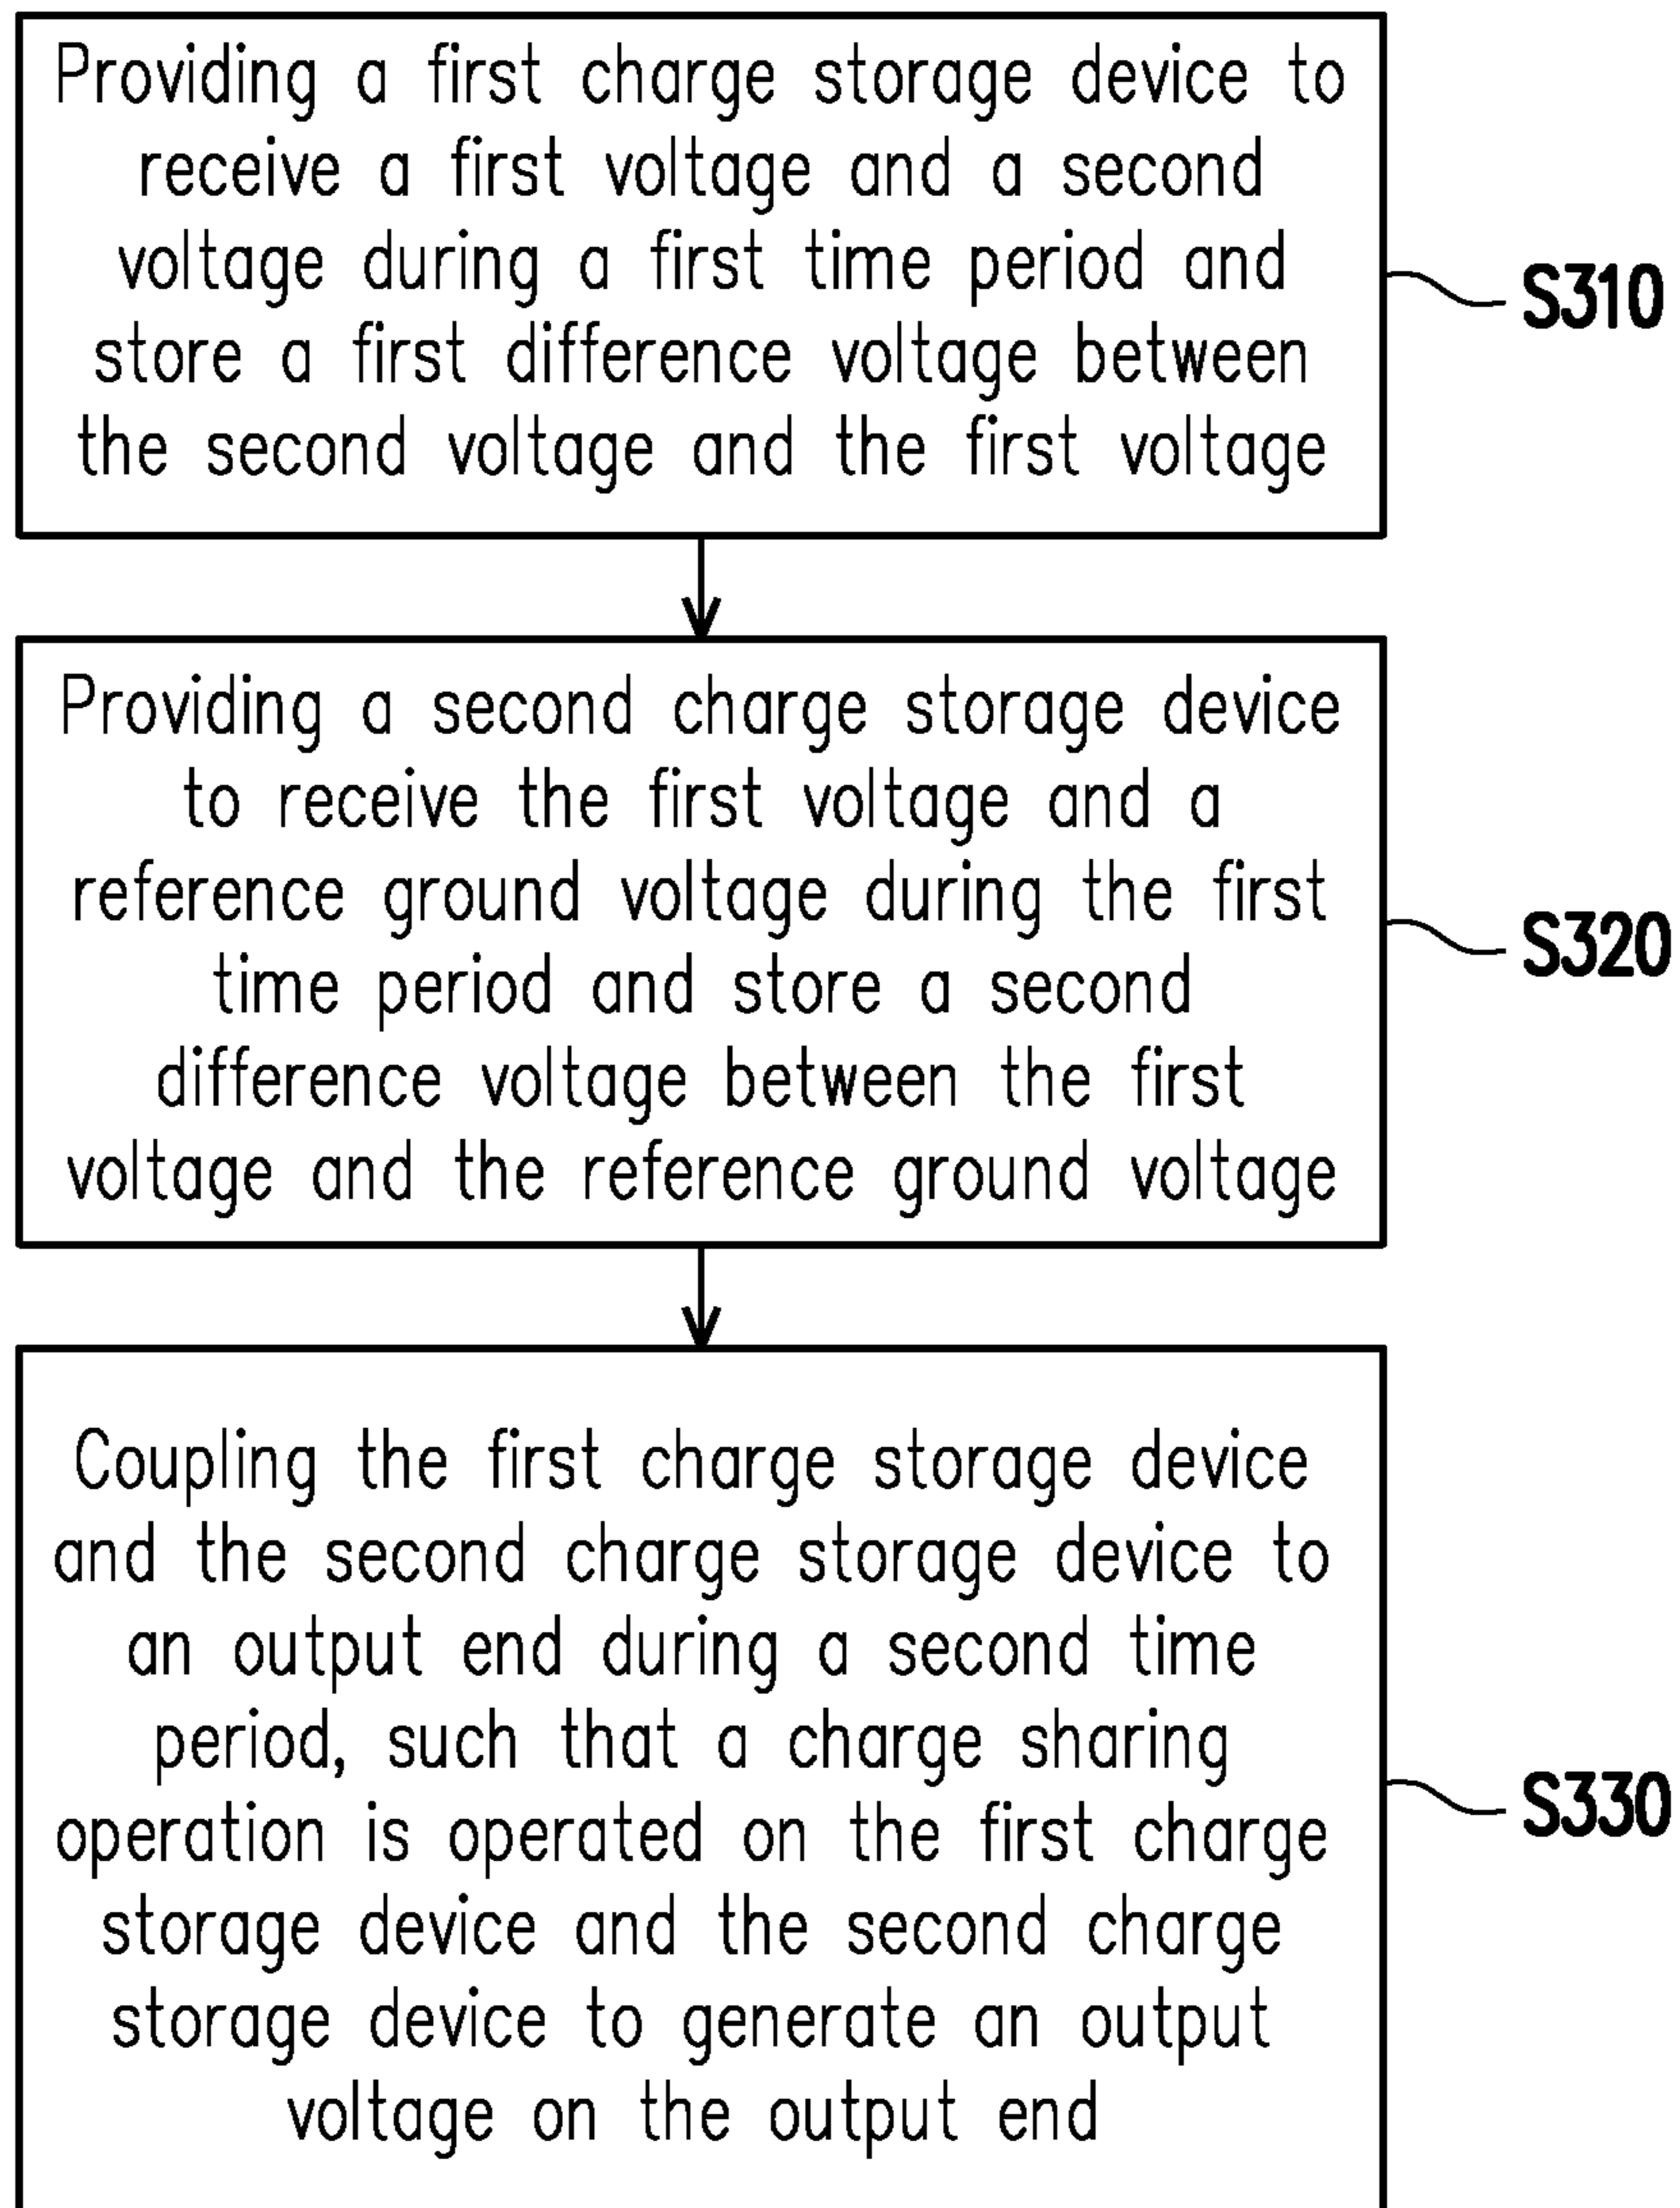 Providing a first charge storage device to
receive a first voltage and a second
voltage during a first time period and
store a first difference voltage between
the second voltage and the first voltage
S310
Providing a second charge storage device
to receive the first voltage and a
reference ground voltage during the first
time period and store a second
difference voltage between the first
voltage and the reference ground voltage
S320
Coupling the first charge storage device
and the second charge storage device to
an output end during a second time
period, such that a charge sharing
operation is operated on the first charge
storage device and the second charge
storage device to generate an output
voltage on the output end
S330